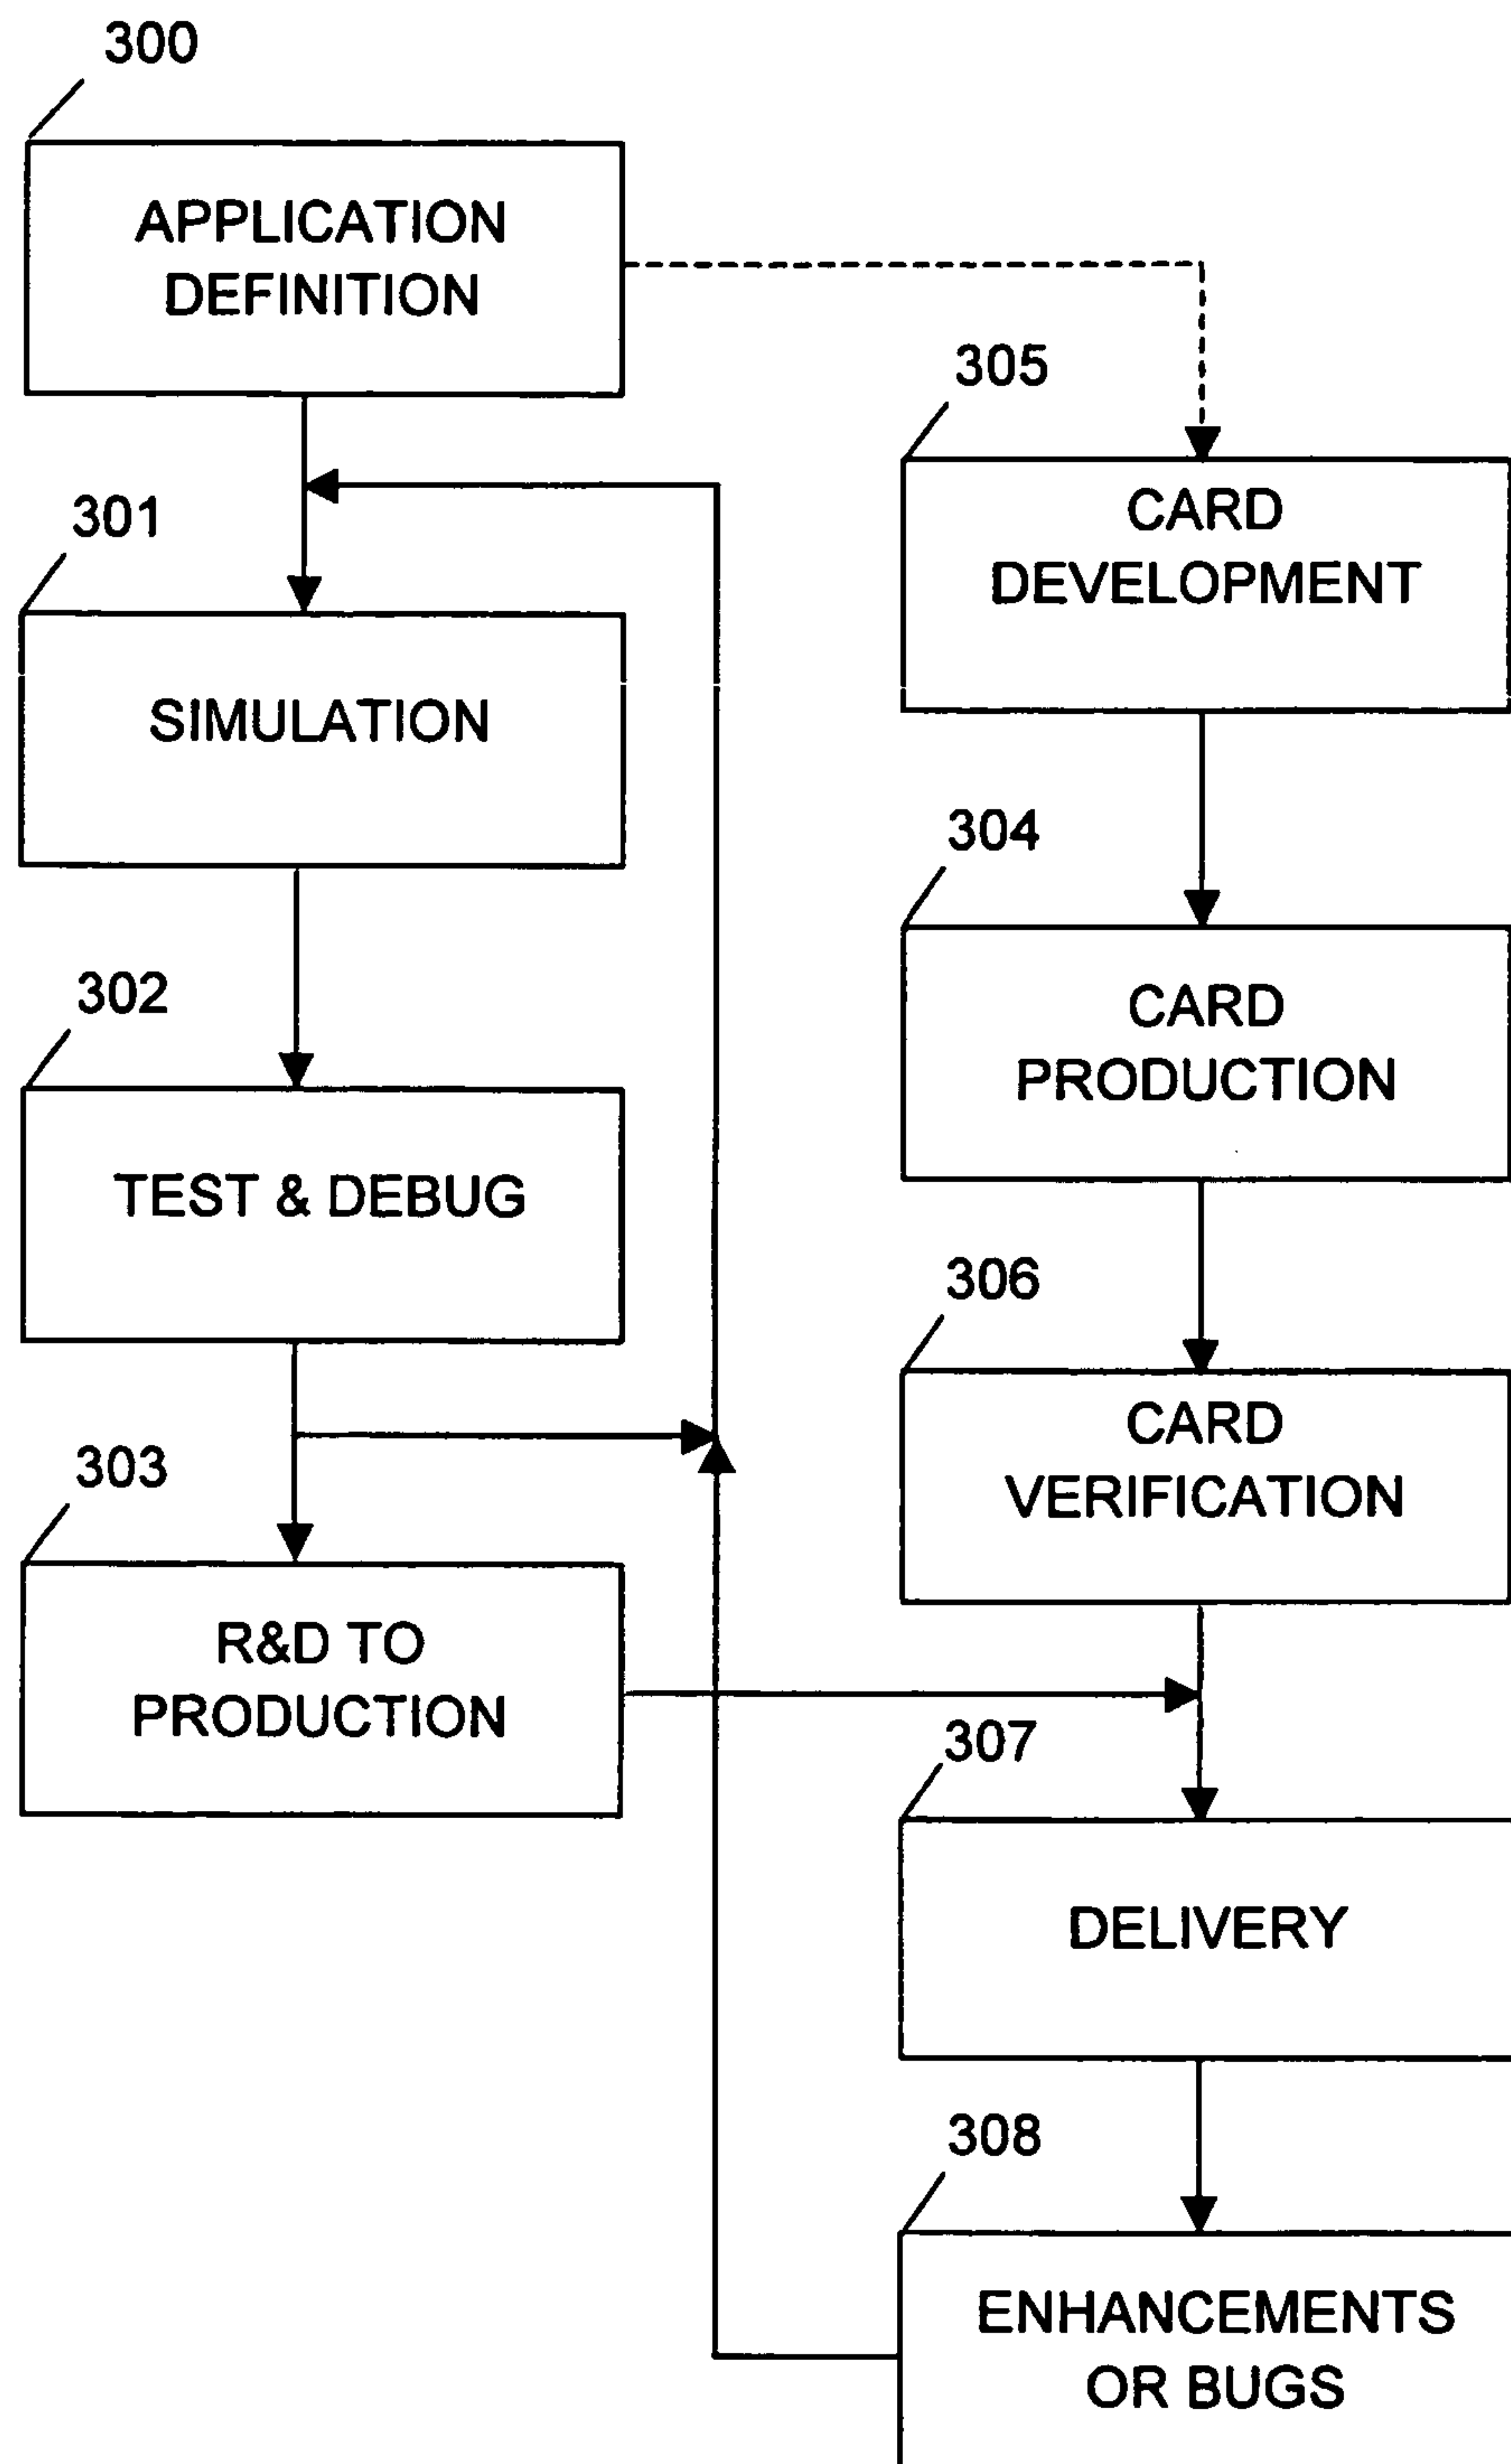 300
APPLICATION
DEFINITION
301
SIMULATION
302
TEST & DEBUG
303
R&D TO
PRODUCTION
305
CARD
DEVELOPMENT
304
CARD
PRODUCTION
306
CARD
VERIFICATION
307
DELIVERY
308
ENHANCEMENTS
OR BUGS